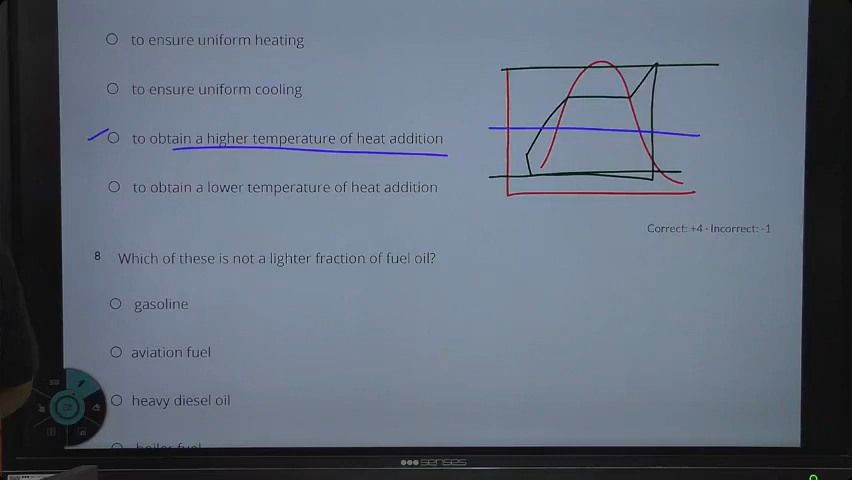 to ensure uniform heating
to ensure uniform cooling
to obtain a higher temperature of heat addition
to obtain a lower temperature of heat addition
Correct: +4 - Incorrect: -1
8 Which of these is not a lighter fraction of fuel oil?
gasoline
aviation fuel
heavy diesel oil
senses